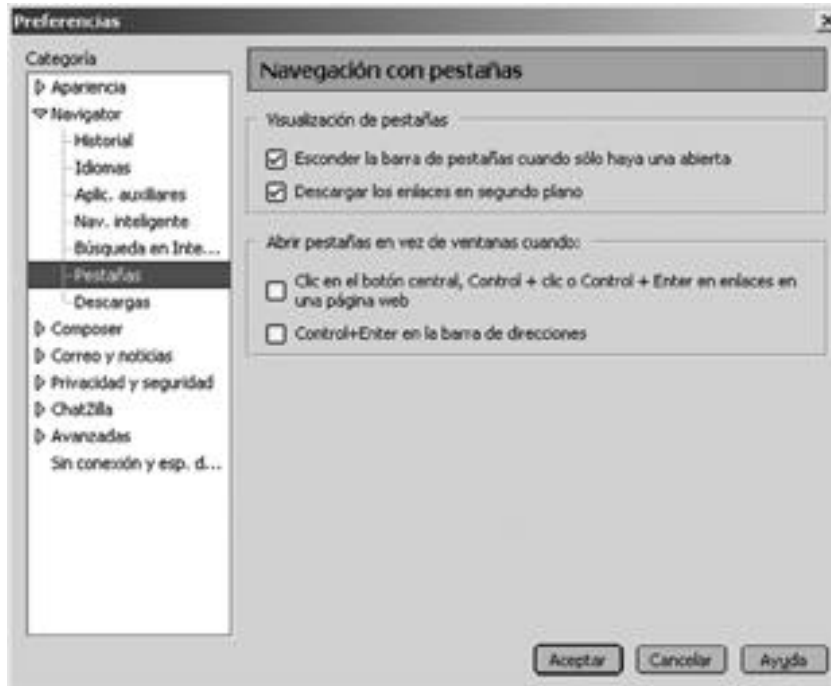 Preferencias
Categoría
Apariencia
Navigator
Historial
Idiomas
Aplic. auxiliares
Nav. inteligente
Búsqueda en Inte...
Pestañas
Descargas
Composer
Correo y noticias
Privacidad y seguridad
ChatZilla
Avanzadas
Sin conexión y esp. d...
Navegación con pestañas
Visualización de pestañas
Esconder la barra de pestañas cuando sólo haya una abierta
Descargar los enlaces en segundo plano
Abrir pestañas en vez de ventanas cuando:
Clic en el botón central, Control + clic o Control + Enter en enlaces en
una página web
Control+Enter en la barra de direcciones
Aceptar
Cancelar
Ayuda